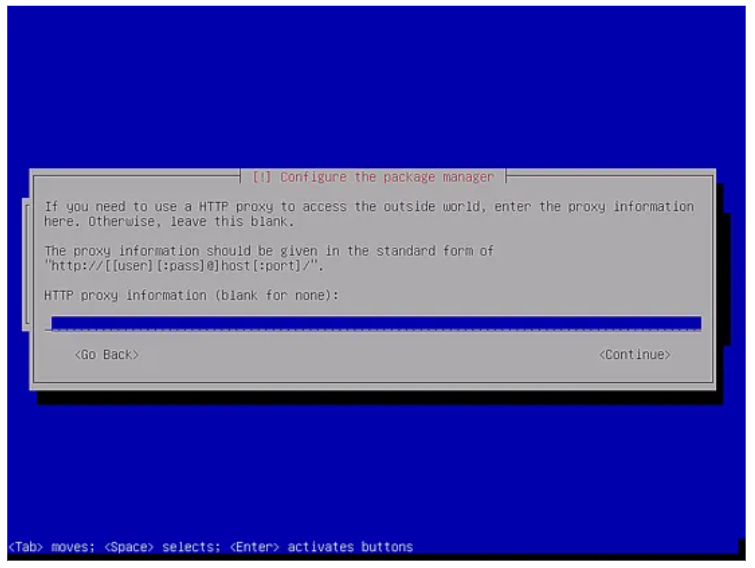 [!] Configure the package manager
If you need to use a HTTP proxy to access the outside world, enter the proxy information
here. Otherwise, leave this blank.
The proxy information should be given in the standard form of
"http://[[user][:pass]@]host[:port]/".
HTTP proxy information (blank for none):
<Go Back> <Continue>
<Tab> moves; <Space> selects; <Enter> activates buttons